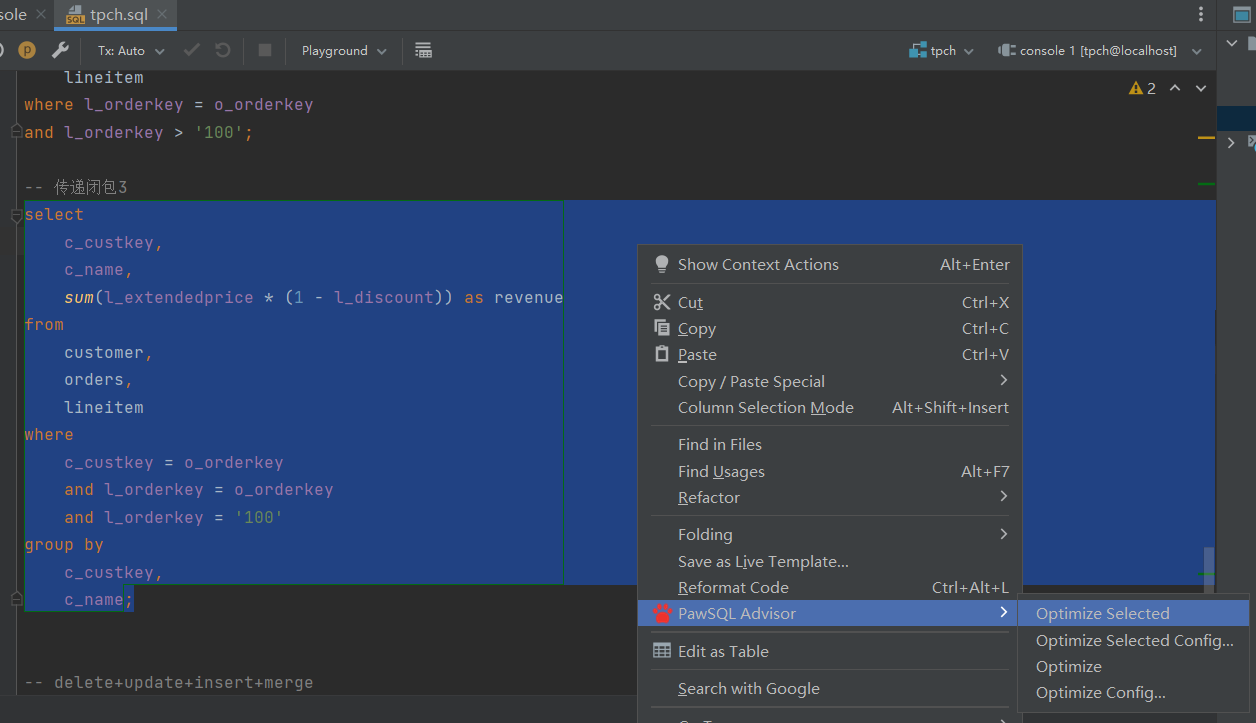 sole
tpch.sql
SQL
p
Tx: Auto
Playground
tpch
console 1 [tpch@localhost]
2
lineitem
where l_orderkey = o_orderkey
and l_orderkey > '100';
-- 传递闭包3
select
c_custkey,
c_name,
sum(l_extendedprice * (1 - l_discount)) as revenue
from
customer,
orders,
lineitem
where
c_custkey = o_orderkey
and l_orderkey = o_orderkey
and l_orderkey = '100'
group by
c_custkey,
c_name;
-- delete+update+insert+merge
Show Context Actions Alt+Enter
Cut Ctrl+X
Copy Ctrl+C
Paste Ctrl+V
Copy / Paste Special
Column Selection Mode Alt+Shift+Insert
Find in Files
Find Usages Alt+F7
Refactor
Folding
Save as Live Template...
Reformat Code Ctrl+Alt+L
PawSQL Advisor
Edit as Table
Search with Google
Optimize Selected
Optimize Selected Config...
Optimize
Optimize Config...